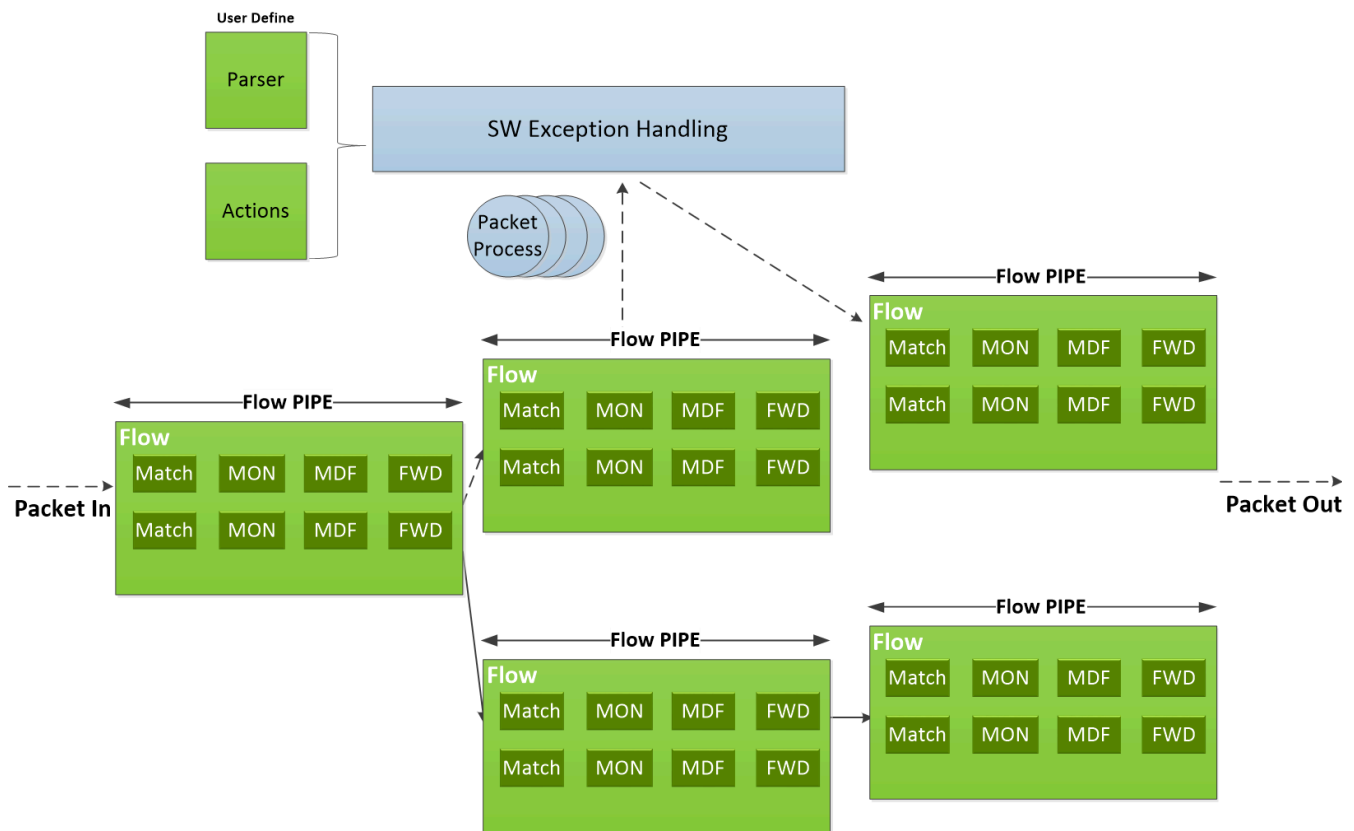 User Define
Parser
Actions
SW Exception Handling
Packet
Process
Flow PIPE
Flow
Match MON MDF FWD
Match MON MDF FWD
Flow PIPE
Flow
Match MON MDF FWD
Match MON MDF FWD
Flow PIPE
Flow
Match MON MDF FWD
Match MON MDF FWD
Packet In
Packet Out
Flow PIPE
Flow
Match MON MDF FWD
Match MON MDF FWD
Flow PIPE
Flow
Match MON MDF FWD
Match MON MDF FWD